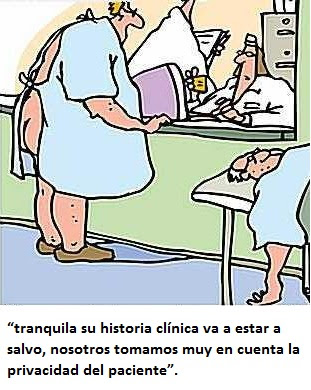 “tranquila su historia clínica va a estar a
salvo, nosotros tomamos muy en cuenta la
privacidad del paciente”.